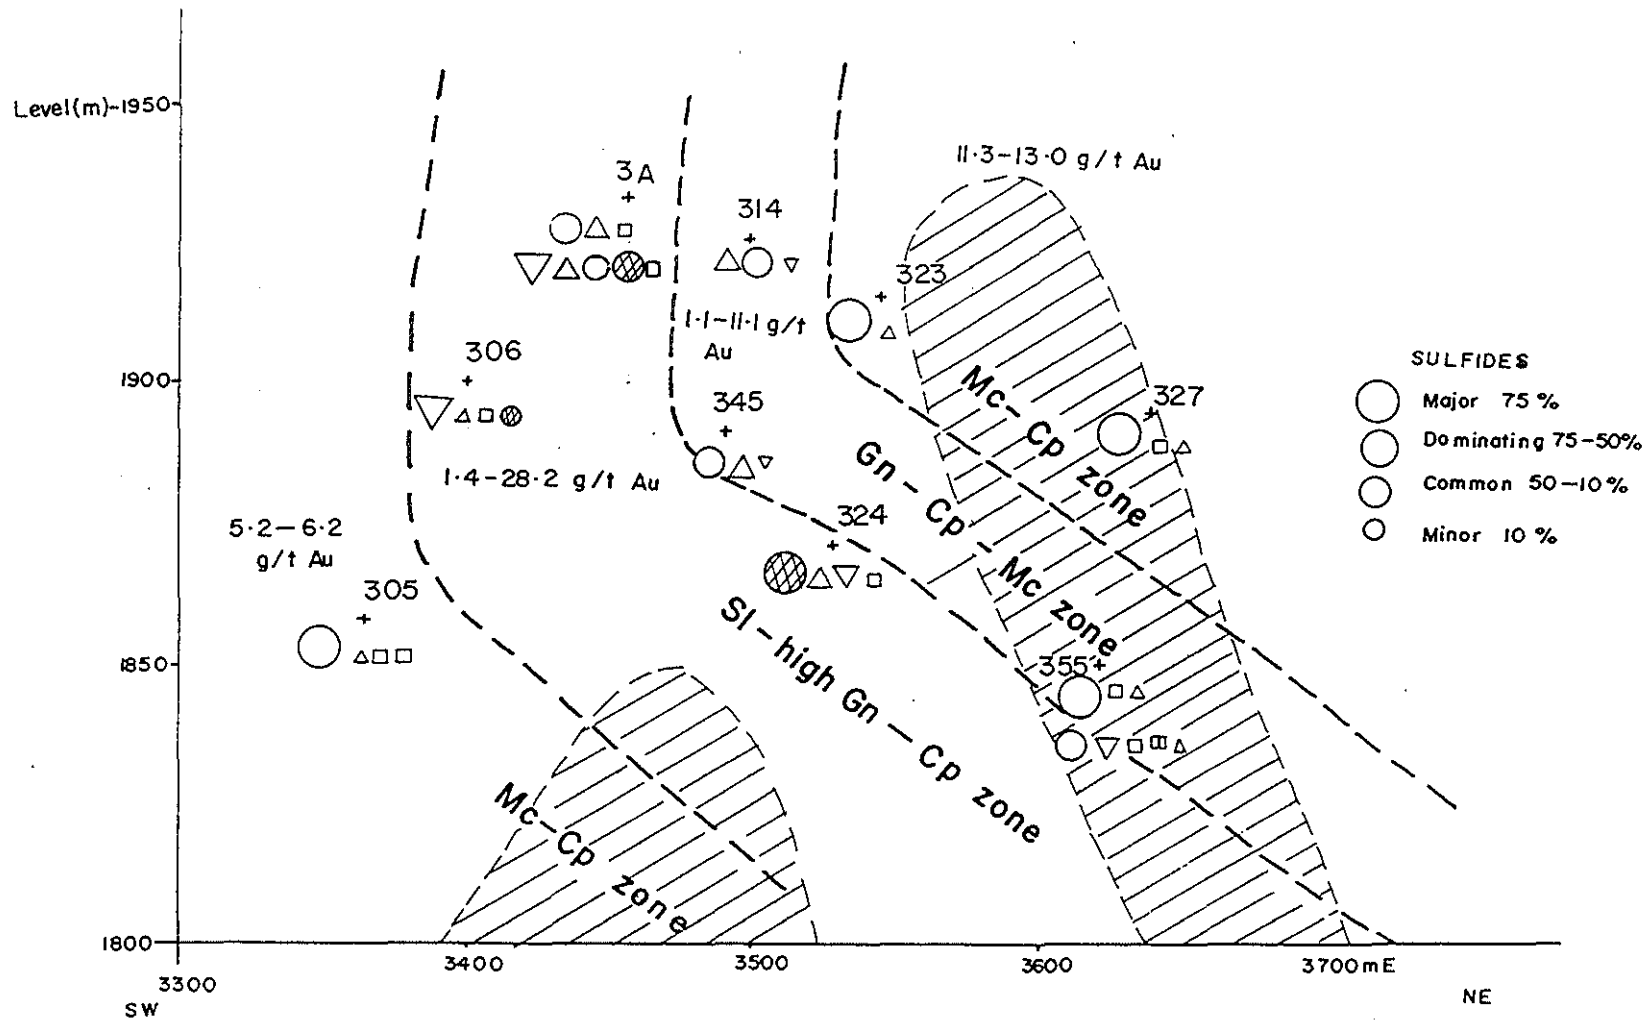 Level(m)-1950
11·3-13·0 g/t Au
3A
314
323
1·1-11·1 g/t
Au
306
1900
SULFIDES
Major 75 %
Dominating 75-50%
Common 50-10%
Minor 10 %
Mc-Cp zone
327
345
Gn-Cp-Mc zone
1·4-28·2 g/t Au
324
5·2-6·2
g/t Au
305
Sl-high Gn-Cp zone
1850
355
Mc-Cp zone
1800
3300
3400
3500
3600
3700 mE
SW
NE